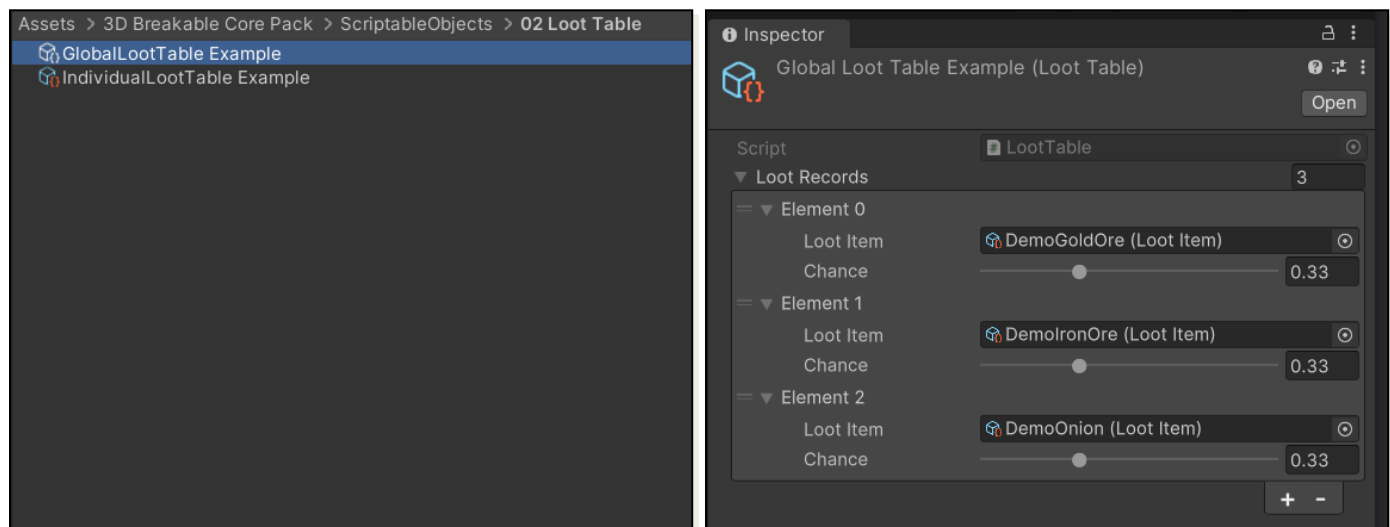 Assets > 3D Breakable Core Pack > ScriptableObjects > 02 Loot Table
GlobalLootTable Example
IndividualLootTable Example
Inspector
Global Loot Table Example (Loot Table)
Open
Script LootTable
Loot Records 3
Element 0
Loot Item DemoGoldOre (Loot Item)
Chance 0.33
Element 1
Loot Item DemoIronOre (Loot Item)
Chance 0.33
Element 2
Loot Item DemoOnion (Loot Item)
Chance 0.33
+ -